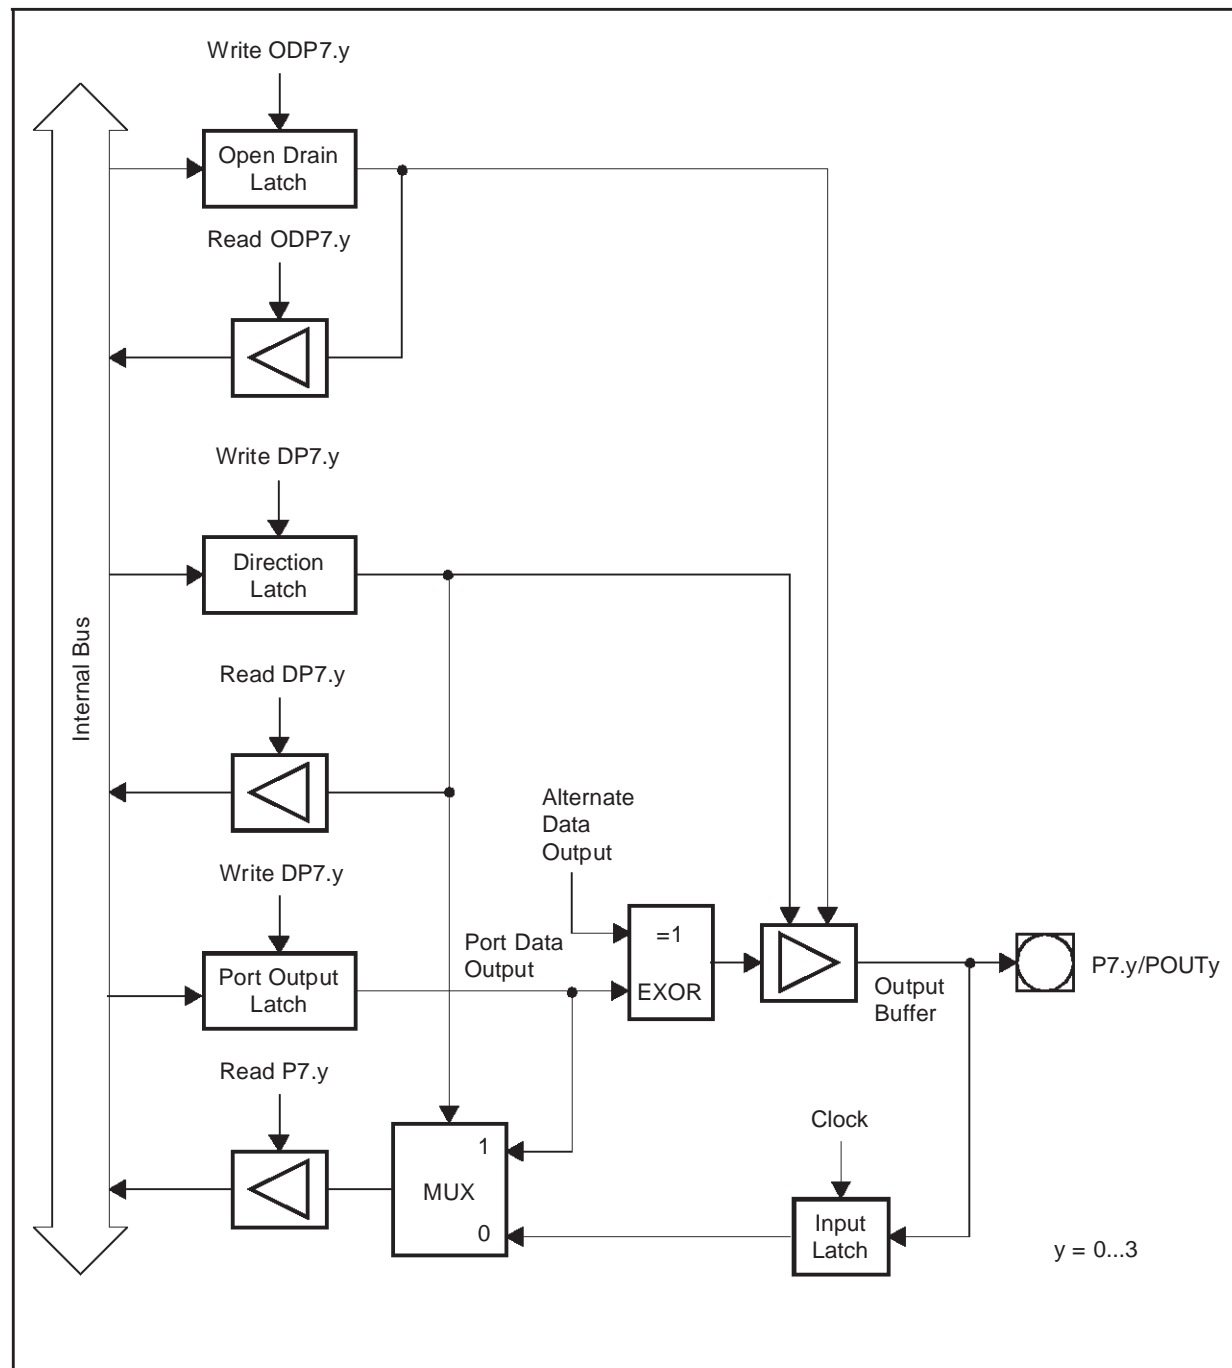 Write ODP7.y
Open Drain
Latch
Read ODP7.y
Write DP7.y
Direction
Latch
Internal Bus
Read DP7.y
Alternate
Data
Output
Write DP7.y
=1
Port Data
Output
EXOR
Port Output
Latch
P7.y/POUTy
Output
Buffer
Read P7.y
Clock
1
MUX
0
Input
Latch
y = 0...3